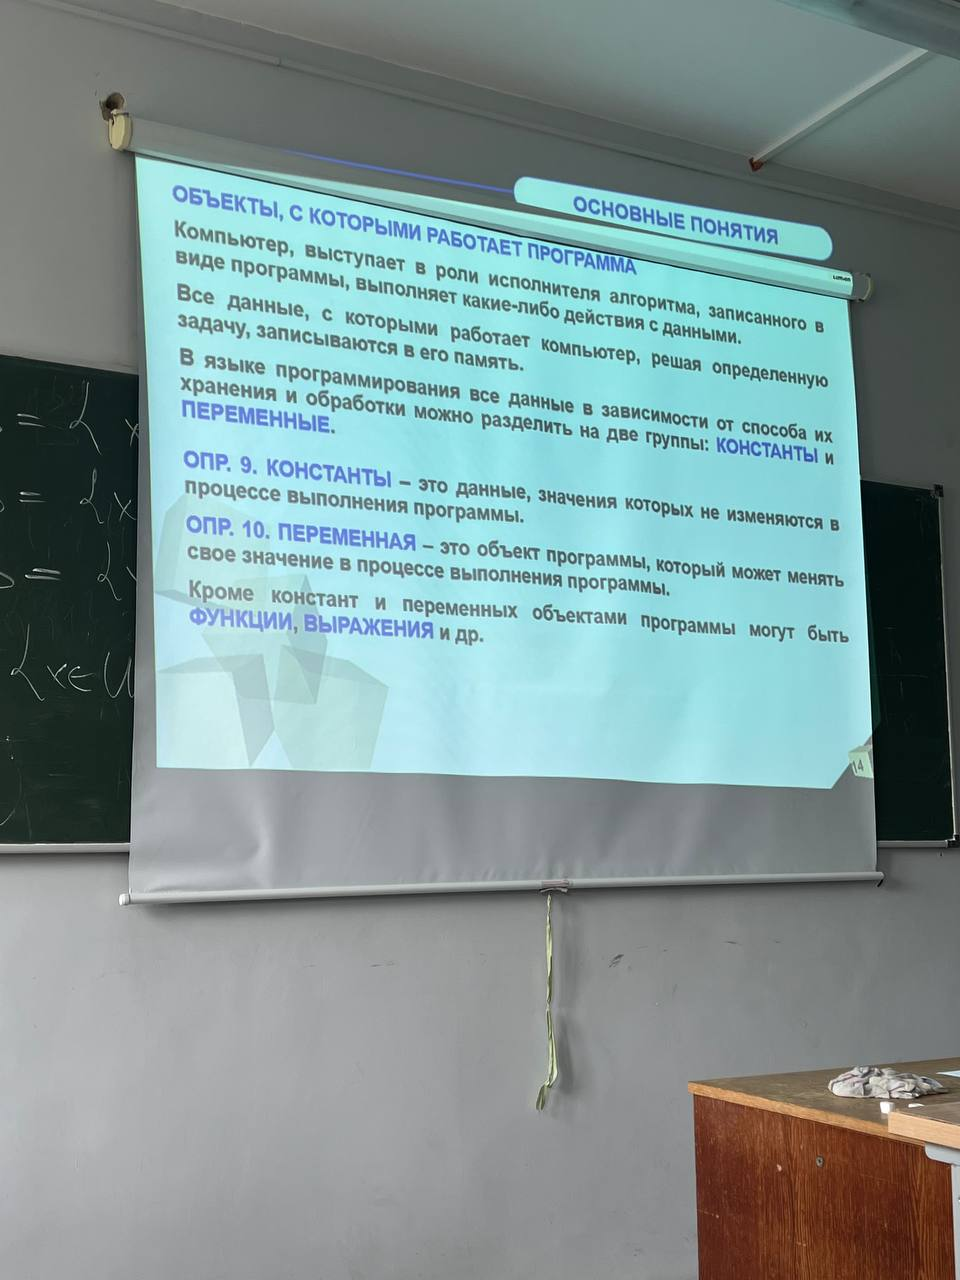 ОСНОВНЫЕ ПОНЯТИЯ
ОБЪЕКТЫ, С КОТОРЫМИ РАБОТАЕТ ПРОГРАММА
Компьютер, выступает в роли исполнителя алгоритма, записанного в
виде программы, выполняет какие-либо действия с данными.
Все данные, с которыми работает компьютер, решая определенную
задачу, записываются в его память.
В языке программирования все данные в зависимости от способа их
хранения и обработки можно разделить на две группы: КОНСТАНТЫ и
ПЕРЕМЕННЫЕ.
ОПР. 9. КОНСТАНТЫ – это данные, значения которых не изменяются в
процессе выполнения программы.
ОПР. 10. ПЕРЕМЕННАЯ – это объект программы, который может менять
свое значение в процессе выполнения программы.
Кроме констант и переменных объектами программы могут быть
ФУНКЦИИ, ВЫРАЖЕНИЯ и др.
14